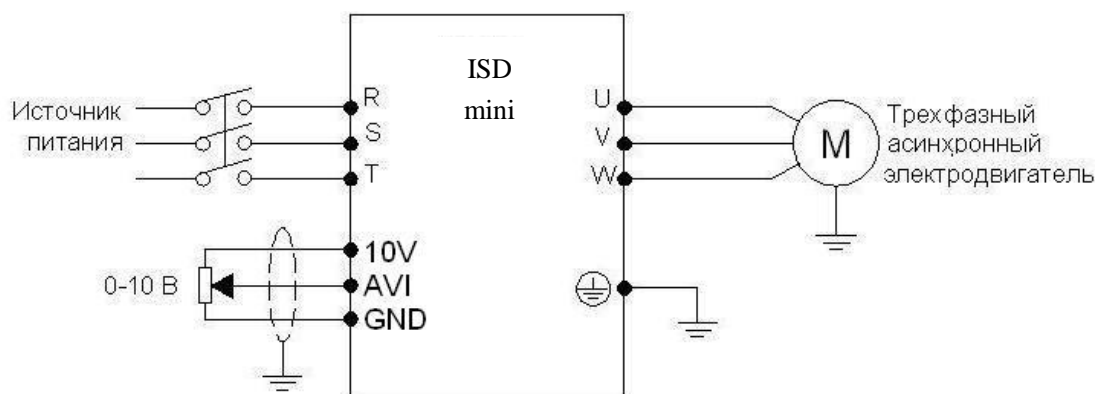 ISD
mini
Источник
питания
R
S
T
U
V
W
M
Трехфазный
асинхронный
электродвигатель
0-10 В
10V
AVI
GND